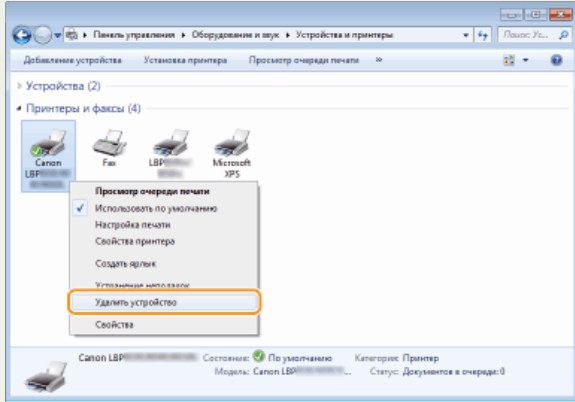 Панель управления ▸ Оборудование и звук ▸ Устройства и принтеры
Поиск: Ус...
Добавление устройства Установка принтера Просмотр очереди печати »
Устройства (2)
Принтеры и факсы (4)
Canon LBP
Fax
LBP
Microsoft XPS
Просмотр очереди печати
Использовать по умолчанию
Настройка печати
Свойства принтера
Создать ярлык
Устранение неполадок
Удалить устройство
Свойства
Canon LBP Состояние: По умолчанию Категория: Принтер
Модель: Canon LBP ... Статус: Документов в очереди: 0